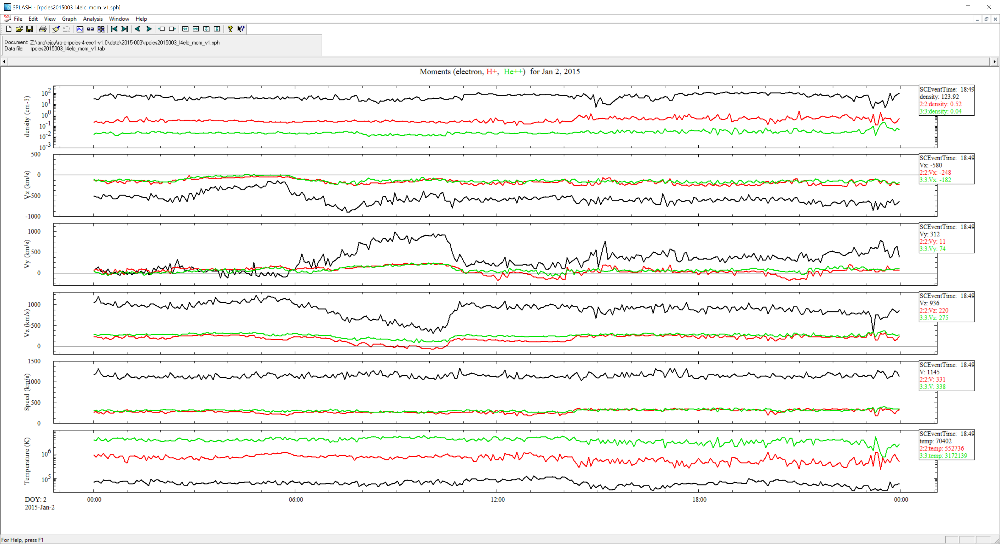 SPLASH - [rpcies2015003_l4elc_mom_v1.sph]
File Edit View Graph Analysis Window Help
Document: Z:\tmp\sjoy\ro-c-rpcies-4-esc1-v1.0\data\2015-003\rpcies2015003_l4elc_mom_v1.sph
Data file: rpcies2015003_l4elc_mom_v1.tab
Moments (electron, H+, He++) for Jan 2, 2015
density (cm-3)
10^2
10^1
10^0
10^-1
10^-2
10^-3
SCEventTime: 18:49
density: 123.92
2:2:density: 0.52
3:3:density: 0.04
Vx (km/s)
500
0
-500
-1000
SCEventTime: 18:49
Vx: -580
2:2:Vx: -248
3:3:Vx: -182
Vy (km/s)
1000
500
0
SCEventTime: 18:49
Vy: 312
2:2:Vy: 11
3:3:Vy: 74
Vz (km/s)
1000
500
0
SCEventTime: 18:49
Vz: 936
2:2:Vz: 220
3:3:Vz: 275
Speed (km/s)
1500
1000
500
0
SCEventTime: 18:49
V: 1145
2:2:V: 331
3:3:V: 338
Temperature (K)
10^6
10^5
SCEventTime: 18:49
temp: 70402
2:2:temp: 552736
3:3:temp: 3172139
DOY: 2 00:00 06:00 12:00 18:00 00:00
2015-Jan-2
For Help, press F1